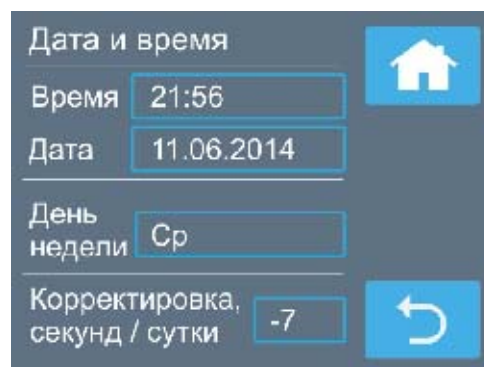 Дата и время
Время 21:56
Дата 11.06.2014
День
недели Ср
Корректировка,
секунд / сутки -7